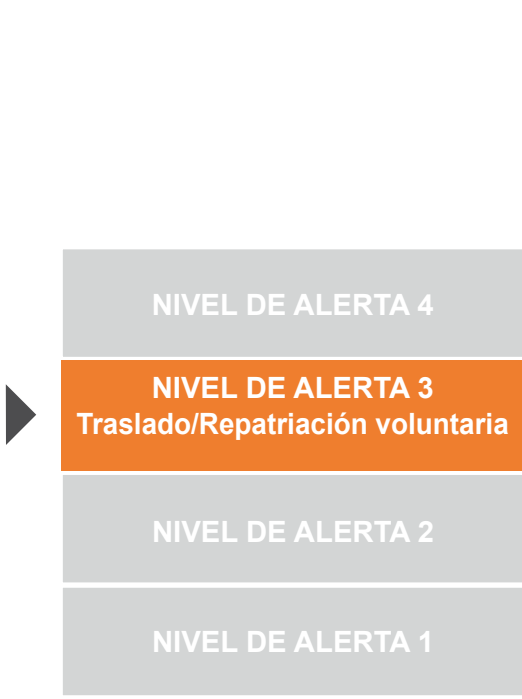 NIVEL DE ALERTA 4
NIVEL DE ALERTA 3
Traslado/Repatriación voluntaria
NIVEL DE ALERTA 2
NIVEL DE ALERTA 1